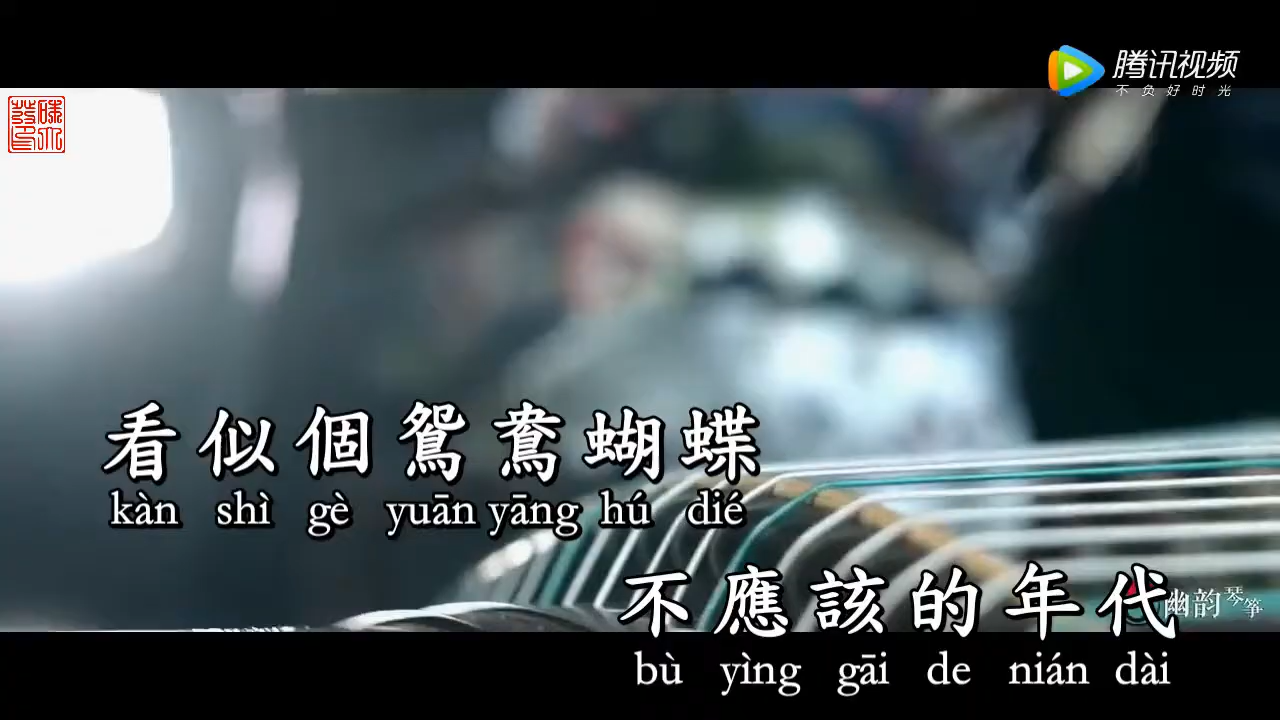 腾讯视频
不负好时光
看似個鴛鴦蝴蝶
kàn shì gè yuān yāng hú dié
不應該的年代
bù yìng gāi de nián dài
幽韵琴筝